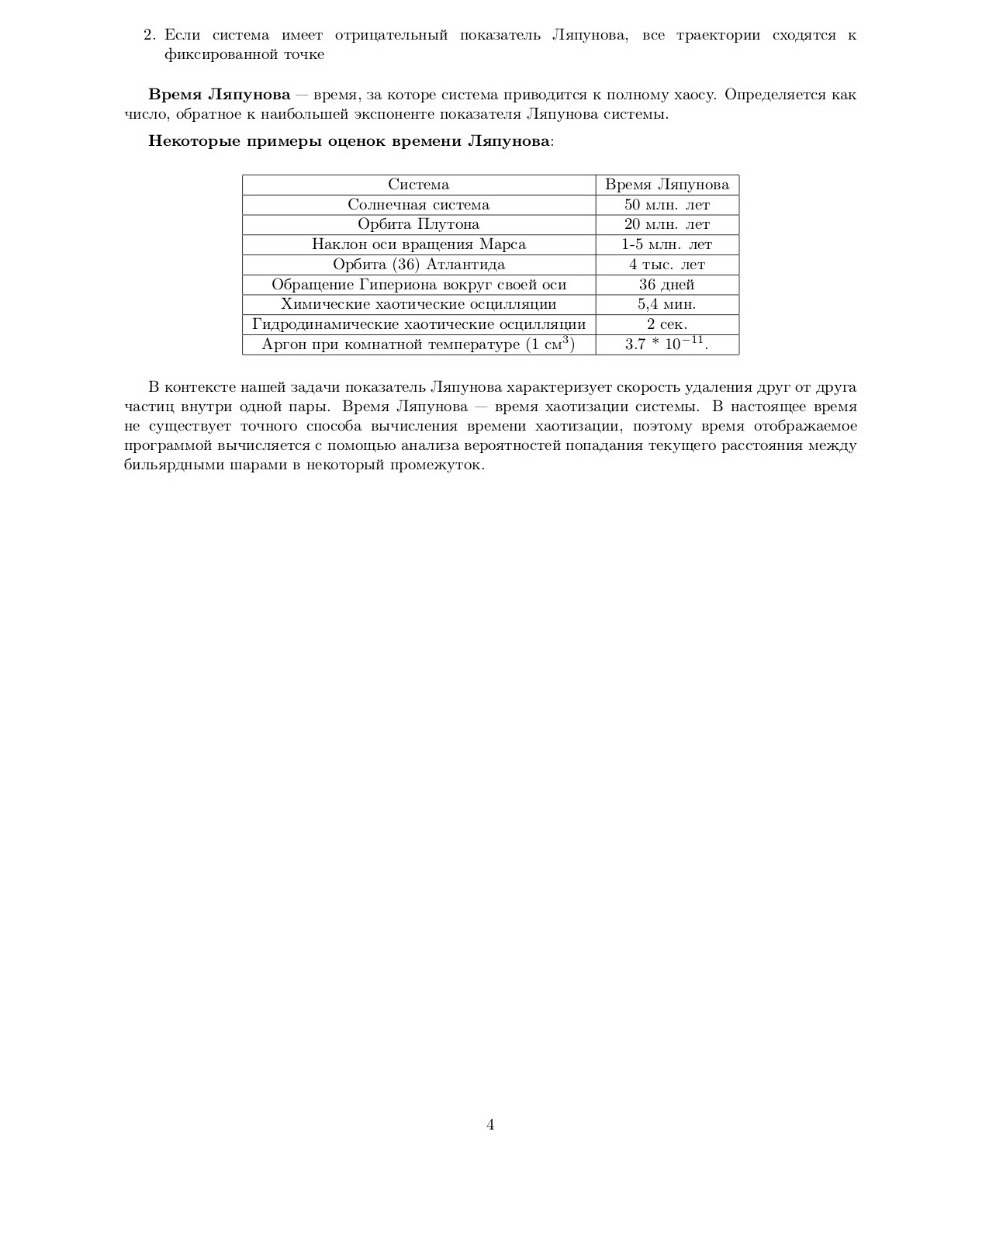 2. Если система имеет отрицательный показатель Ляпунова, все траектории сходятся к
фиксированной точке
Время Ляпунова — время, за которе система приводится к полному хаосу. Определяется как
число, обратное к наибольшей экспоненте показателя Ляпунова системы.
Некоторые примеры оценок времени Ляпунова:
Система Время Ляпунова
Солнечная система 50 млн. лет
Орбита Плутона 20 млн. лет
Наклон оси вращения Марса 1-5 млн. лет
Орбита (36) Атлантида 4 тыс. лет
Обращение Гипериона вокруг своей оси 36 дней
Химические хаотические осцилляции 5,4 мин.
Гидродинамические хаотические осцилляции 2 сек.
Аргон при комнатной температуре (1 см³) 3.7 * 10⁻¹¹.
В контексте нашей задачи показатель Ляпунова характеризует скорость удаления друг от друга
частиц внутри одной пары. Время Ляпунова — время хаотизации системы. В настоящее время
не существует точного способа вычисления времени хаотизации, поэтому время отображаемое
программой вычисляется с помощью анализа вероятностей попадания текущего расстояния между
бильярдными шарами в некоторый промежуток.
4